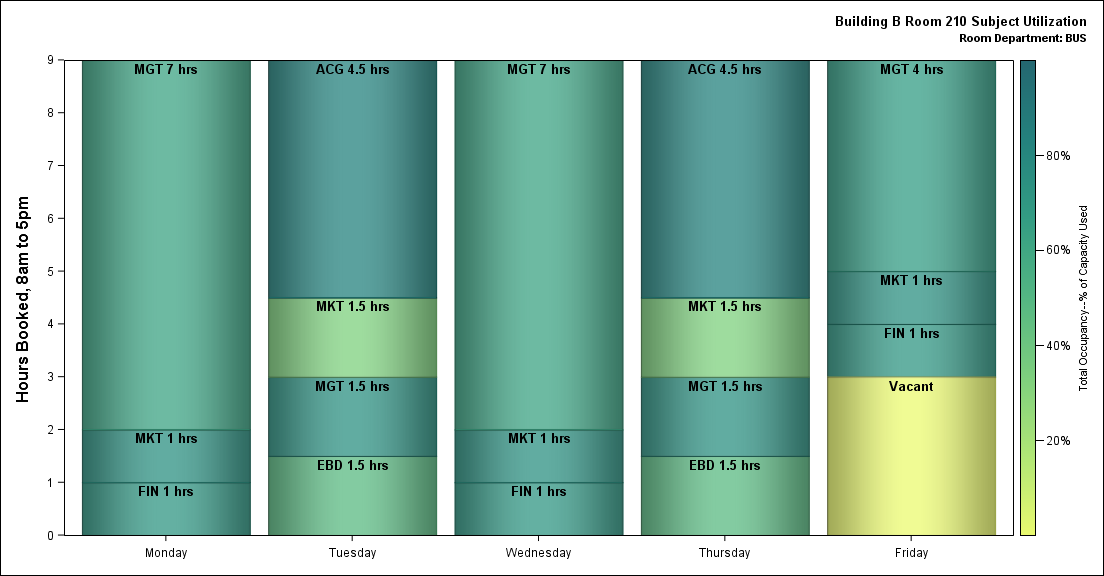 Building B Room 210 Subject Utilization
Room Department: BUS
Hours Booked, 8am to 5pm
9
8
7
6
5
4
3
2
1
0
MGT 7 hrs
MKT 1 hrs
FIN 1 hrs
Monday
ACG 4.5 hrs
MKT 1.5 hrs
MGT 1.5 hrs
EBD 1.5 hrs
Tuesday
MGT 7 hrs
MKT 1 hrs
FIN 1 hrs
Wednesday
ACG 4.5 hrs
MKT 1.5 hrs
MGT 1.5 hrs
EBD 1.5 hrs
Thursday
MGT 4 hrs
MKT 1 hrs
FIN 1 hrs
Vacant
Friday
80%
60%
40%
20%
Total Occupancy--% of Capacity Used